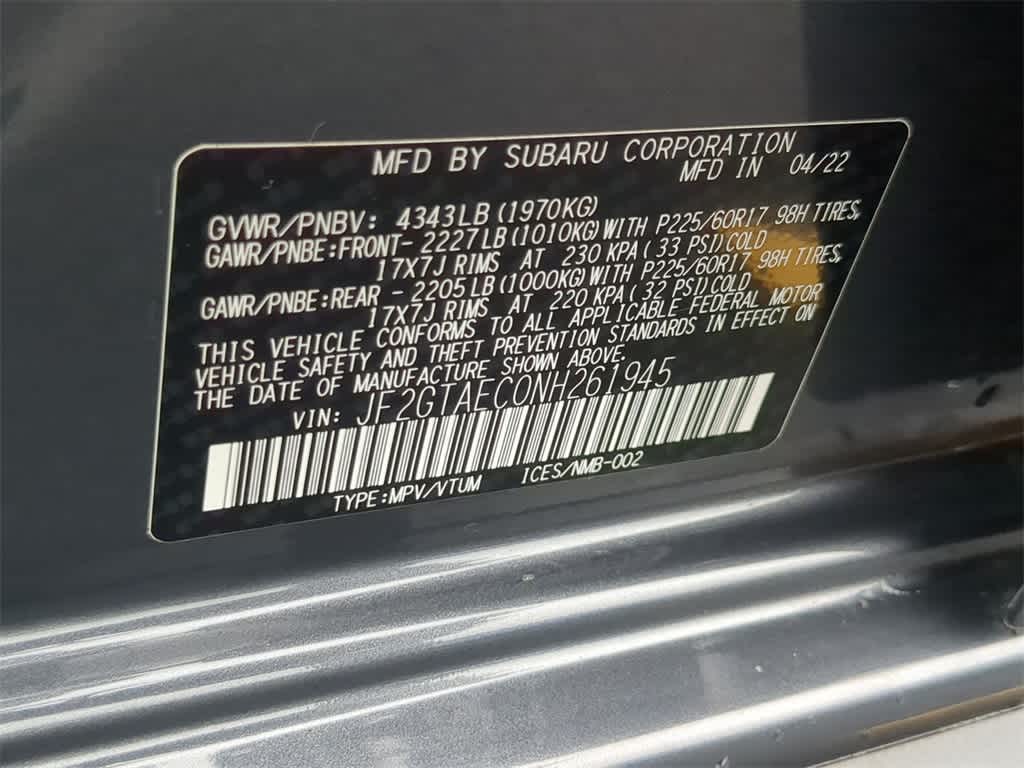 MFD BY SUBARU CORPORATION
MFD IN 04/22
GVWR/PNBV: 4343LB (1970KG)
GAWR/PNBE:FRONT- 2227LB (1010KG) WITH P225/60R17 98H TIRES,
17X7J RIMS AT 230 KPA ( 33 PSI) COLD
GAWR/PNBE:REAR - 2205LB (1000KG) WITH P225/60R17 98H TIRES,
17X7J RIMS AT 220 KPA ( 32 PSI) COLD
THIS VEHICLE CONFORMS TO ALL APPLICABLE FEDERAL MOTOR
VEHICLE SAFETY AND THEFT PREVENTION STANDARDS IN EFFECT ON
THE DATE OF MANUFACTURE SHOWN ABOVE.
VIN: JF2GTAEC0NH261945
TYPE:MPV/VTUM ICES/NMB-002